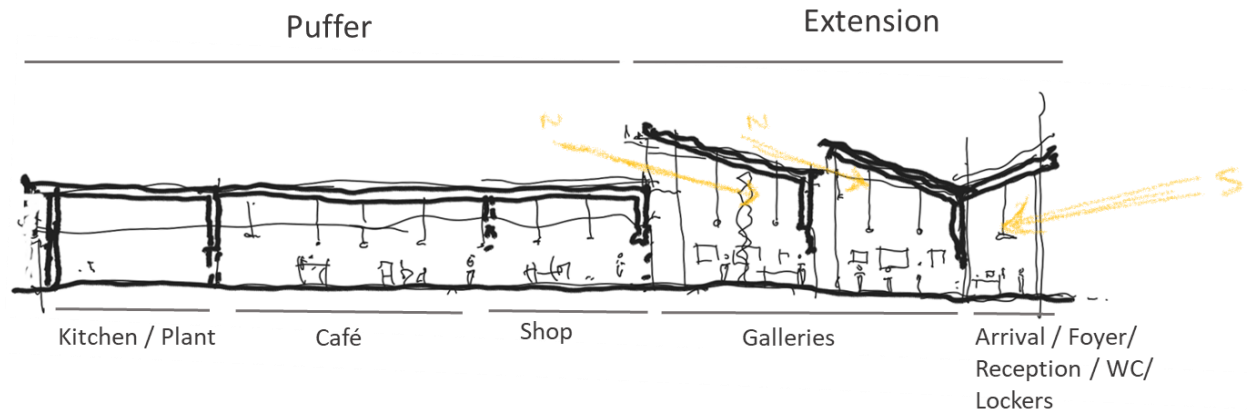 Puffer
Extension
N
N
S
Kitchen / Plant
Café
Shop
Galleries
Arrival / Foyer/
Reception / WC/
Lockers